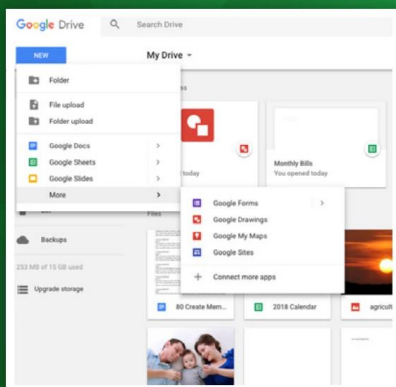 Google Drive
Search Drive
NEW
My Drive
Folder
File upload
Folder upload
Google Docs
Google Sheets
Google Slides
More
today
Monthly Bills
You opened today
Google Forms
Google Drawings
Google My Maps
Google Sites
+ Connect more apps
Files
Backups
253 MB of 15 GB used
Upgrade storage
80 Create Mem...
2018 Calendar
agricult